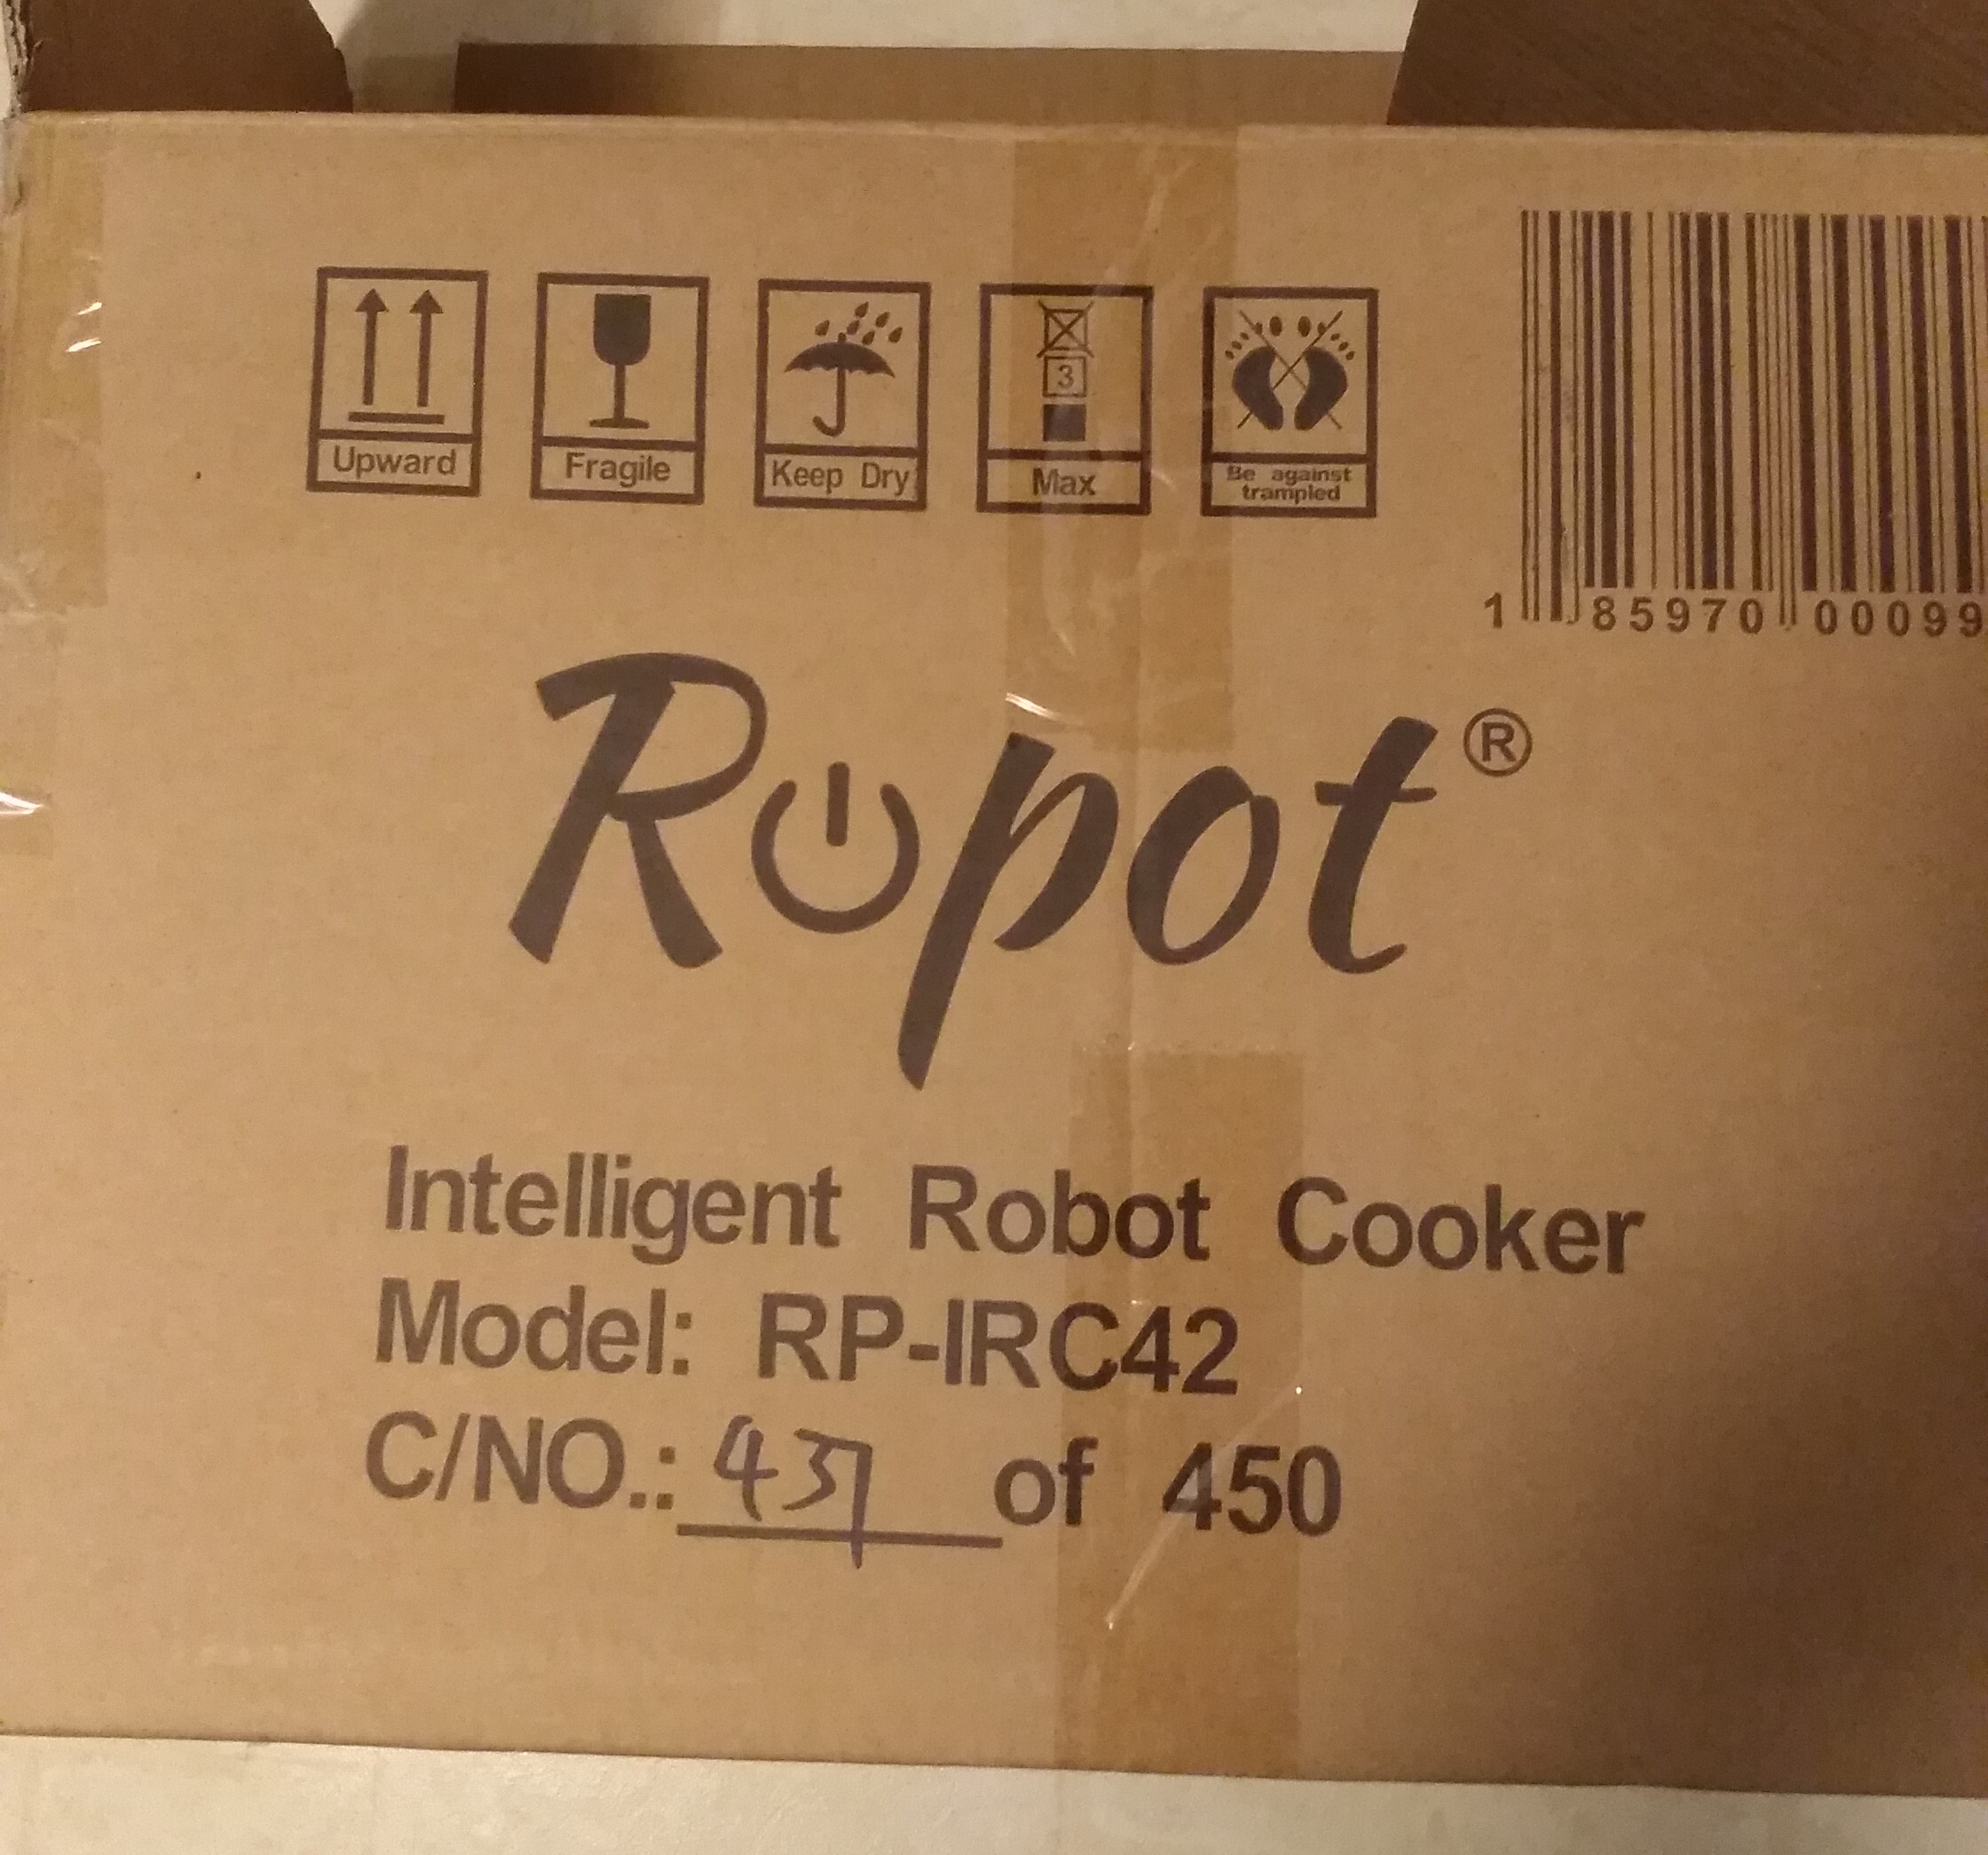 3
Upward
Fragile
Keep Dry
Max
Be against
trampled
1 85970 00099
Ropot®
Intelligent Robot Cooker
Model: RP-IRC42
C/NO.: 437 of 450